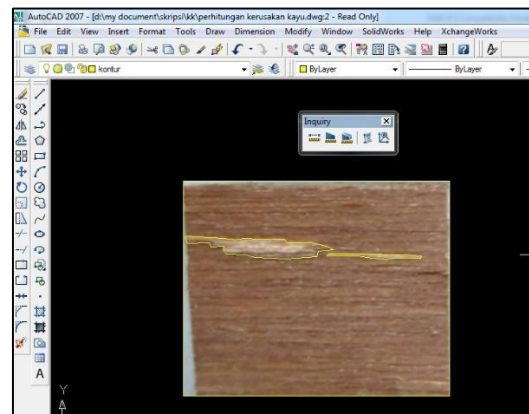 AutoCAD 2007 - [d:\my document\skripsi\kk\perhitungan kerusakan kayu.dwg:2 - Read Only]
File Edit View Insert Format Tools Draw Dimension Modify Window SolidWorks Help XchangeWorks
kontur ByLayer ByLayer
Inquiry
A
Y